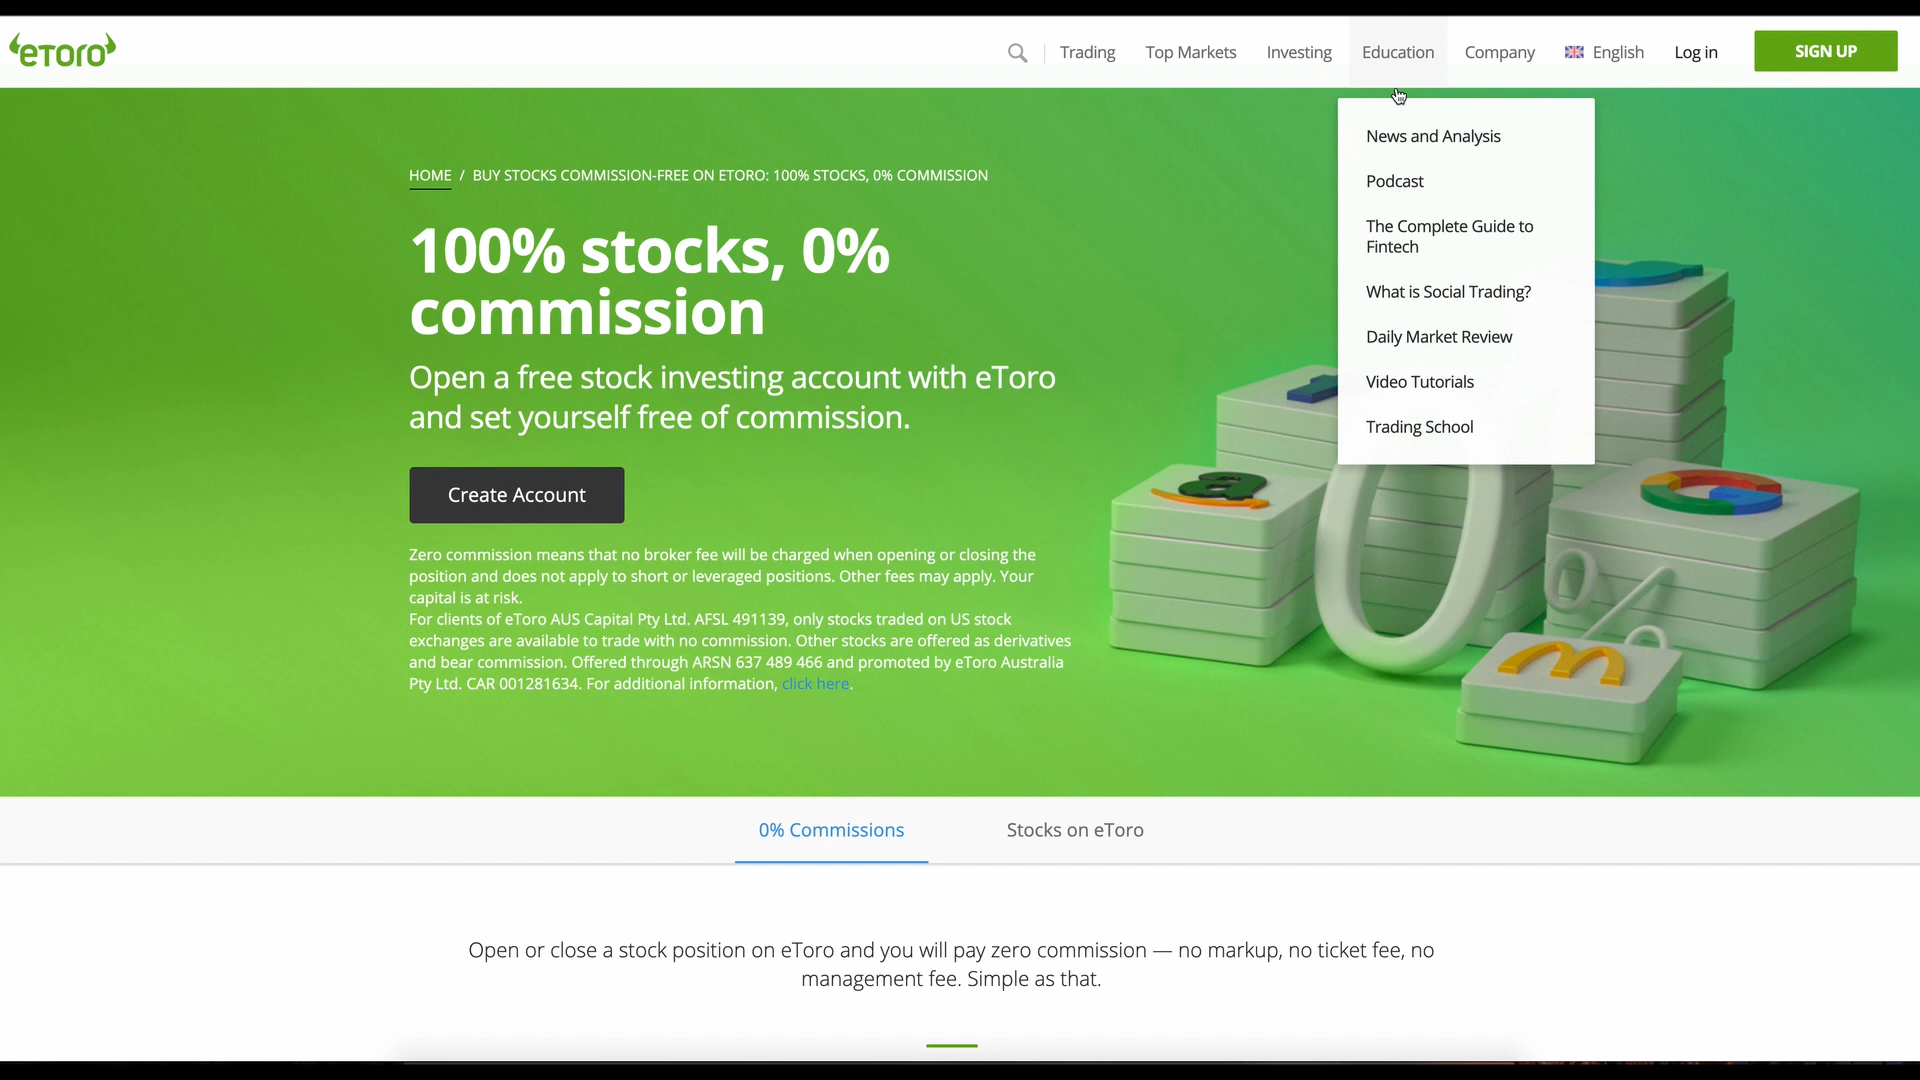 eToro
Trading
Top Markets
Investing
Education
Company
English
Log in
SIGN UP
News and Analysis
Podcast
The Complete Guide to
Fintech
What is Social Trading?
Daily Market Review
Video Tutorials
Trading School
HOME / BUY STOCKS COMMISSION-FREE ON ETORO: 100% STOCKS, 0% COMMISSION
100% stocks, 0%
commission
Open a free stock investing account with eToro
and set yourself free of commission.
Create Account
Zero commission means that no broker fee will be charged when opening or closing the
position and does not apply to short or leveraged positions. Other fees may apply. Your
capital is at risk.
For clients of eToro AUS Capital Pty Ltd. AFSL 491139, only stocks traded on US stock
exchanges are available to trade with no commission. Other stocks are offered as derivatives
and bear commission. Offered through ARSN 637 489 466 and promoted by eToro Australia
Pty Ltd. CAR 001281634. For additional information, click here.
a
G
0
%
m
0% Commissions
Stocks on eToro
Open or close a stock position on eToro and you will pay zero commission — no markup, no ticket fee, no
management fee. Simple as that.